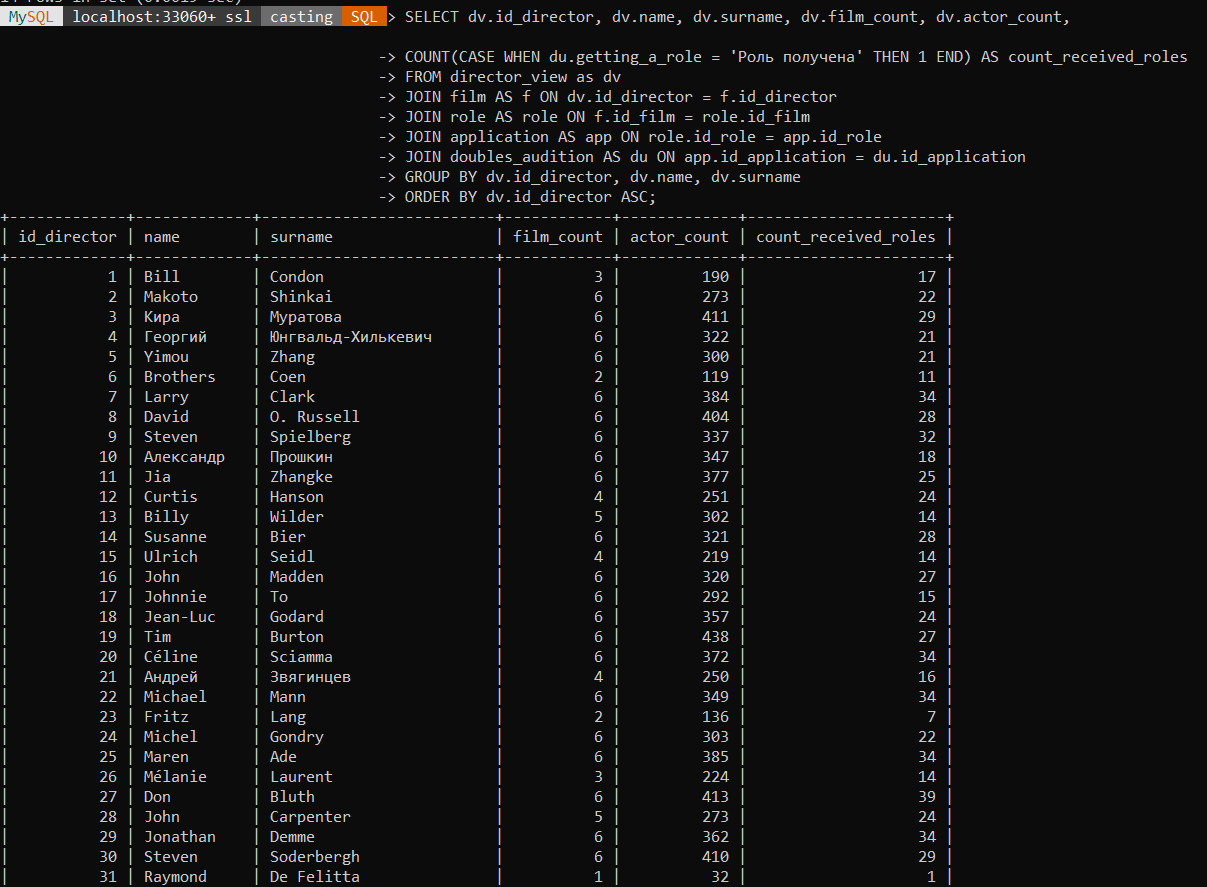 MySQL localhost:33060+ ssl casting SQL > SELECT dv.id_director, dv.name, dv.surname, dv.film_count, dv.actor_count,
-> COUNT(CASE WHEN du.getting_a_role = 'Роль получена' THEN 1 END) AS count_received_roles
-> FROM director_view as dv
-> JOIN film AS f ON dv.id_director = f.id_director
-> JOIN role AS role ON f.id_film = role.id_film
-> JOIN application AS app ON role.id_role = app.id_role
-> JOIN doubles_audition AS du ON app.id_application = du.id_application
-> GROUP BY dv.id_director, dv.name, dv.surname
-> ORDER BY dv.id_director ASC;
| id_director | name | surname | film_count | actor_count | count_received_roles |
| 1 | Bill | Condon | 3 | 190 | 17 |
| 2 | Makoto | Shinkai | 6 | 273 | 22 |
| 3 | Кира | Муратова | 6 | 411 | 29 |
| 4 | Георгий | Юнгвальд-Хилькевич | 6 | 322 | 21 |
| 5 | Yimou | Zhang | 6 | 300 | 21 |
| 6 | Brothers | Coen | 2 | 119 | 11 |
| 7 | Larry | Clark | 6 | 384 | 34 |
| 8 | David | O. Russell | 6 | 404 | 28 |
| 9 | Steven | Spielberg | 6 | 337 | 32 |
| 10 | Александр | Прошкин | 6 | 347 | 18 |
| 11 | Jia | Zhangke | 6 | 377 | 25 |
| 12 | Curtis | Hanson | 4 | 251 | 24 |
| 13 | Billy | Wilder | 5 | 302 | 14 |
| 14 | Susanne | Bier | 6 | 321 | 28 |
| 15 | Ulrich | Seidl | 4 | 219 | 14 |
| 16 | John | Madden | 6 | 320 | 27 |
| 17 | Johnnie | To | 6 | 292 | 15 |
| 18 | Jean-Luc | Godard | 6 | 357 | 24 |
| 19 | Tim | Burton | 6 | 438 | 27 |
| 20 | Céline | Sciamma | 6 | 372 | 34 |
| 21 | Андрей | Звягинцев | 4 | 250 | 16 |
| 22 | Michael | Mann | 6 | 349 | 34 |
| 23 | Fritz | Lang | 2 | 136 | 7 |
| 24 | Michel | Gondry | 6 | 303 | 22 |
| 25 | Maren | Ade | 6 | 385 | 34 |
| 26 | Mélanie | Laurent | 3 | 224 | 14 |
| 27 | Don | Bluth | 6 | 413 | 39 |
| 28 | John | Carpenter | 5 | 273 | 24 |
| 29 | Jonathan | Demme | 6 | 362 | 34 |
| 30 | Steven | Soderbergh | 6 | 410 | 29 |
| 31 | Raymond | De Felitta | 1 | 32 | 1 |